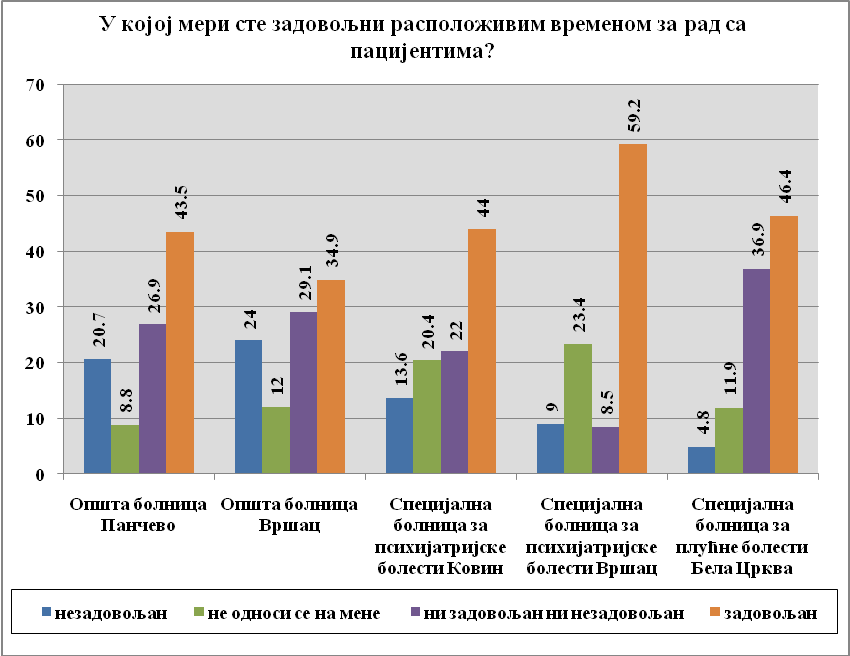 У којој мери сте задовољни расположивим временом за рад са
пацијентима?
70
60
50
40
30
20
10
0
20.7
8.8
26.9
43.5
24
12
29.1
34.9
13.6
20.4
22
44
9
23.4
8.5
59.2
4.8
11.9
36.9
46.4
Општа болница
Панчево
Општа болница
Вршац
Специјална
болница за
психијатријске
болести Ковин
Специјална
болница за
психијатријске
болести Вршац
Специјална
болница за
плућне болести
Бела Црква
незадовољан не односи се на мене ни задовољан ни незадовољан задовољан